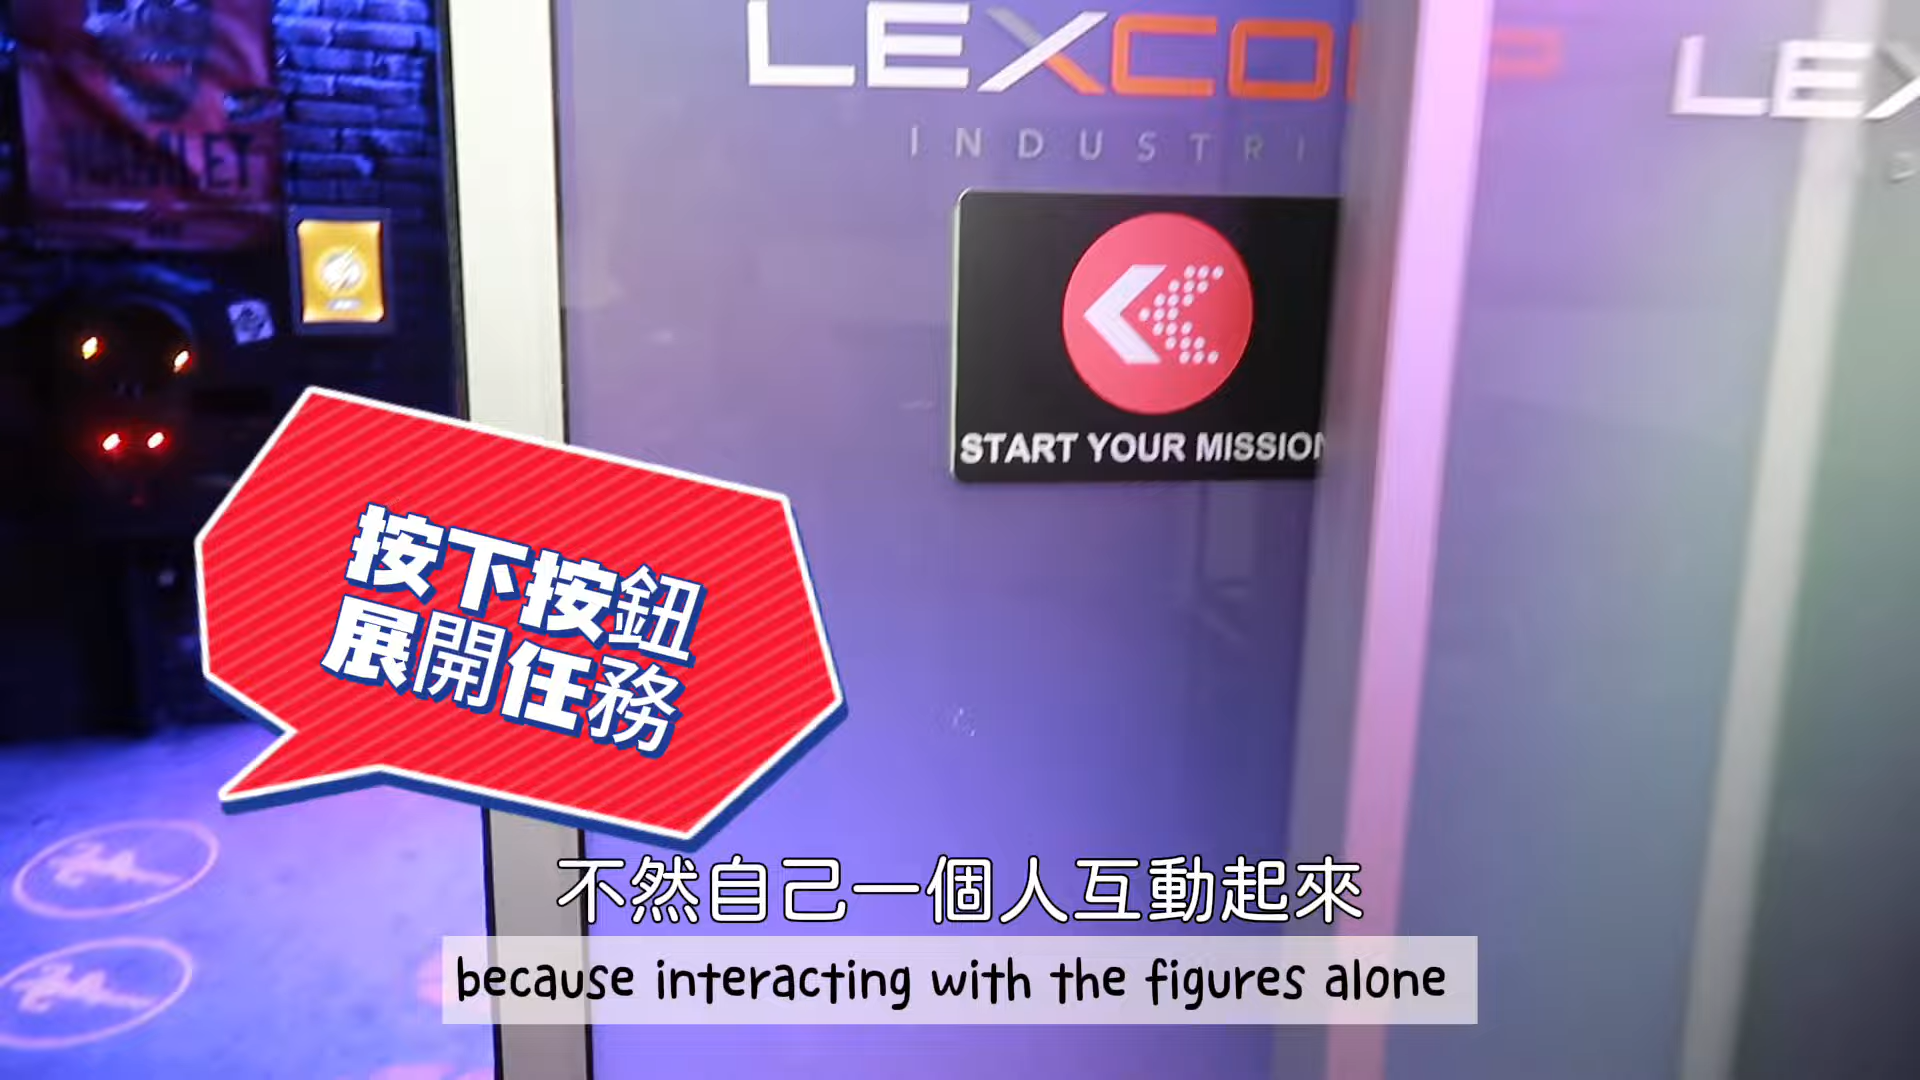 LEXCO
INDUSTRI
LEX
START YOUR MISSION
按下按鈕
展開任務
不然自己一個人互動起來
because interacting with the figures alone